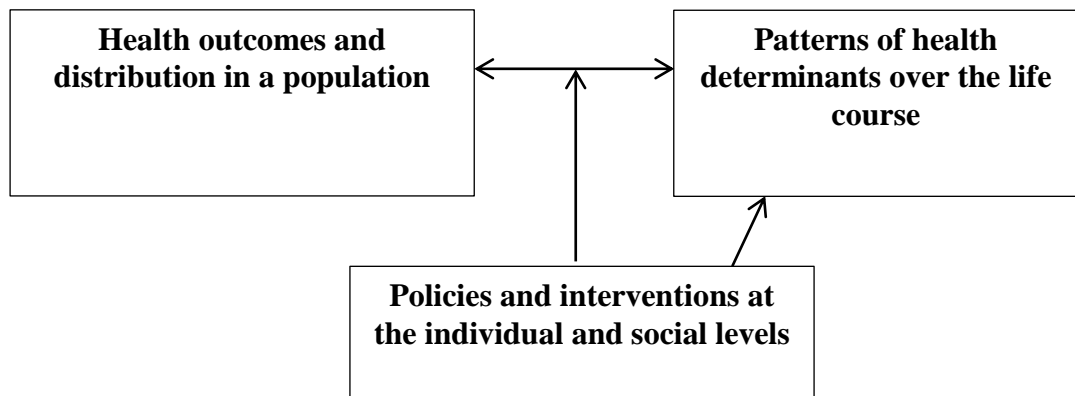 Health outcomes and
distribution in a population
Patterns of health
determinants over the life
course
Policies and interventions at
the individual and social levels